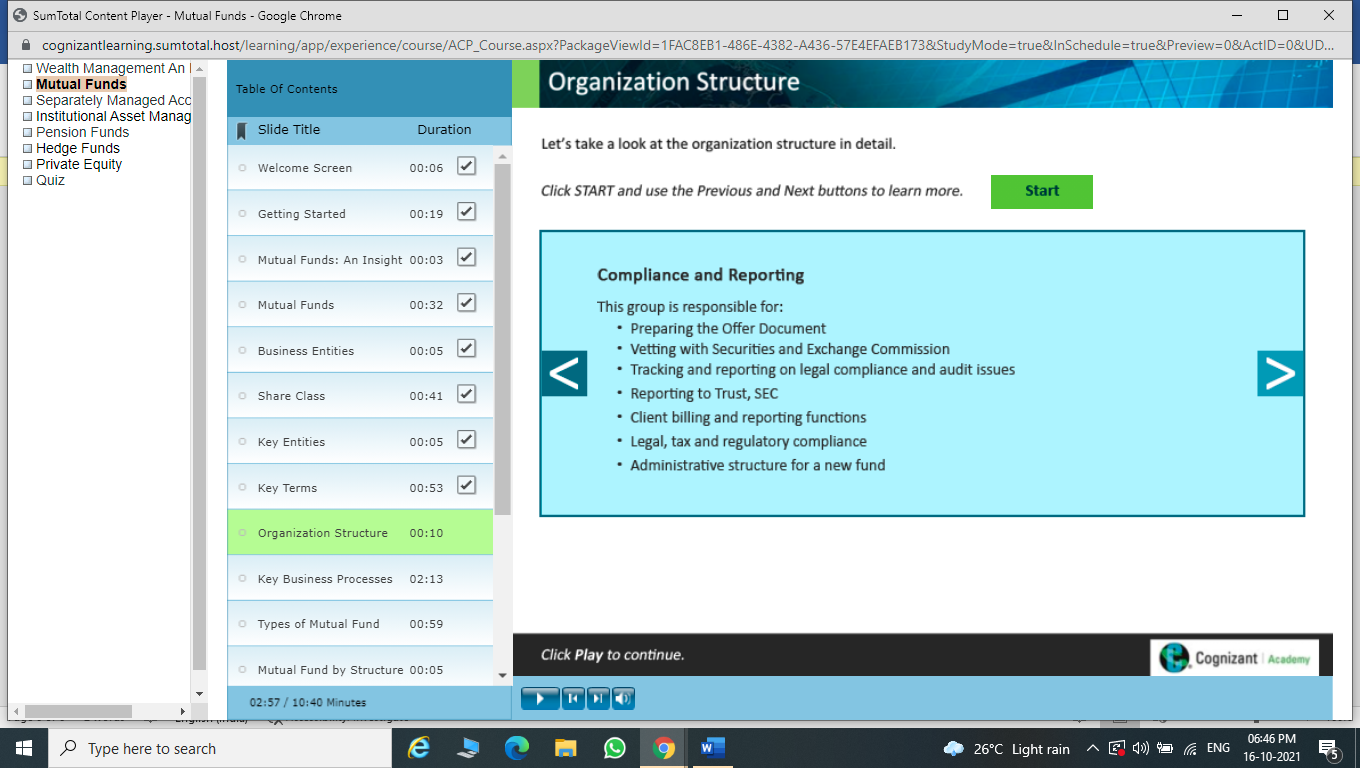 SumTotal Content Player - Mutual Funds - Google Chrome
cognizantlearning.sumtotal.host/learning/app/experience/course/ACP_Course.aspx?PackageViewId=1FAC8EB1-486E-4382-A436-57E4EFAEB173&StudyMode=true&InSchedule=true&Preview=0&ActID=0&UD...
Wealth Management An I
Mutual Funds
Separately Managed Acc
Institutional Asset Manag
Pension Funds
Hedge Funds
Private Equity
Quiz
Table Of Contents
Slide Title Duration
Welcome Screen 00:06
Getting Started 00:19
Mutual Funds: An Insight 00:03
Mutual Funds 00:32
Business Entities 00:05
Share Class 00:41
Key Entities 00:05
Key Terms 00:53
Organization Structure 00:10
Key Business Processes 02:13
Types of Mutual Fund 00:59
Mutual Fund by Structure 00:05
02:57 / 10:40 Minutes
Organization Structure
Let's take a look at the organization structure in detail.
Click START and use the Previous and Next buttons to learn more.
Start
Compliance and Reporting
This group is responsible for:
• Preparing the Offer Document
• Vetting with Securities and Exchange Commission
• Tracking and reporting on legal compliance and audit issues
• Reporting to Trust, SEC
• Client billing and reporting functions
• Legal, tax and regulatory compliance
• Administrative structure for a new fund
<
>
Click Play to continue.
Cognizant | Academy
Type here to search
26°C Light rain
ENG
06:46 PM
16-10-2021
5